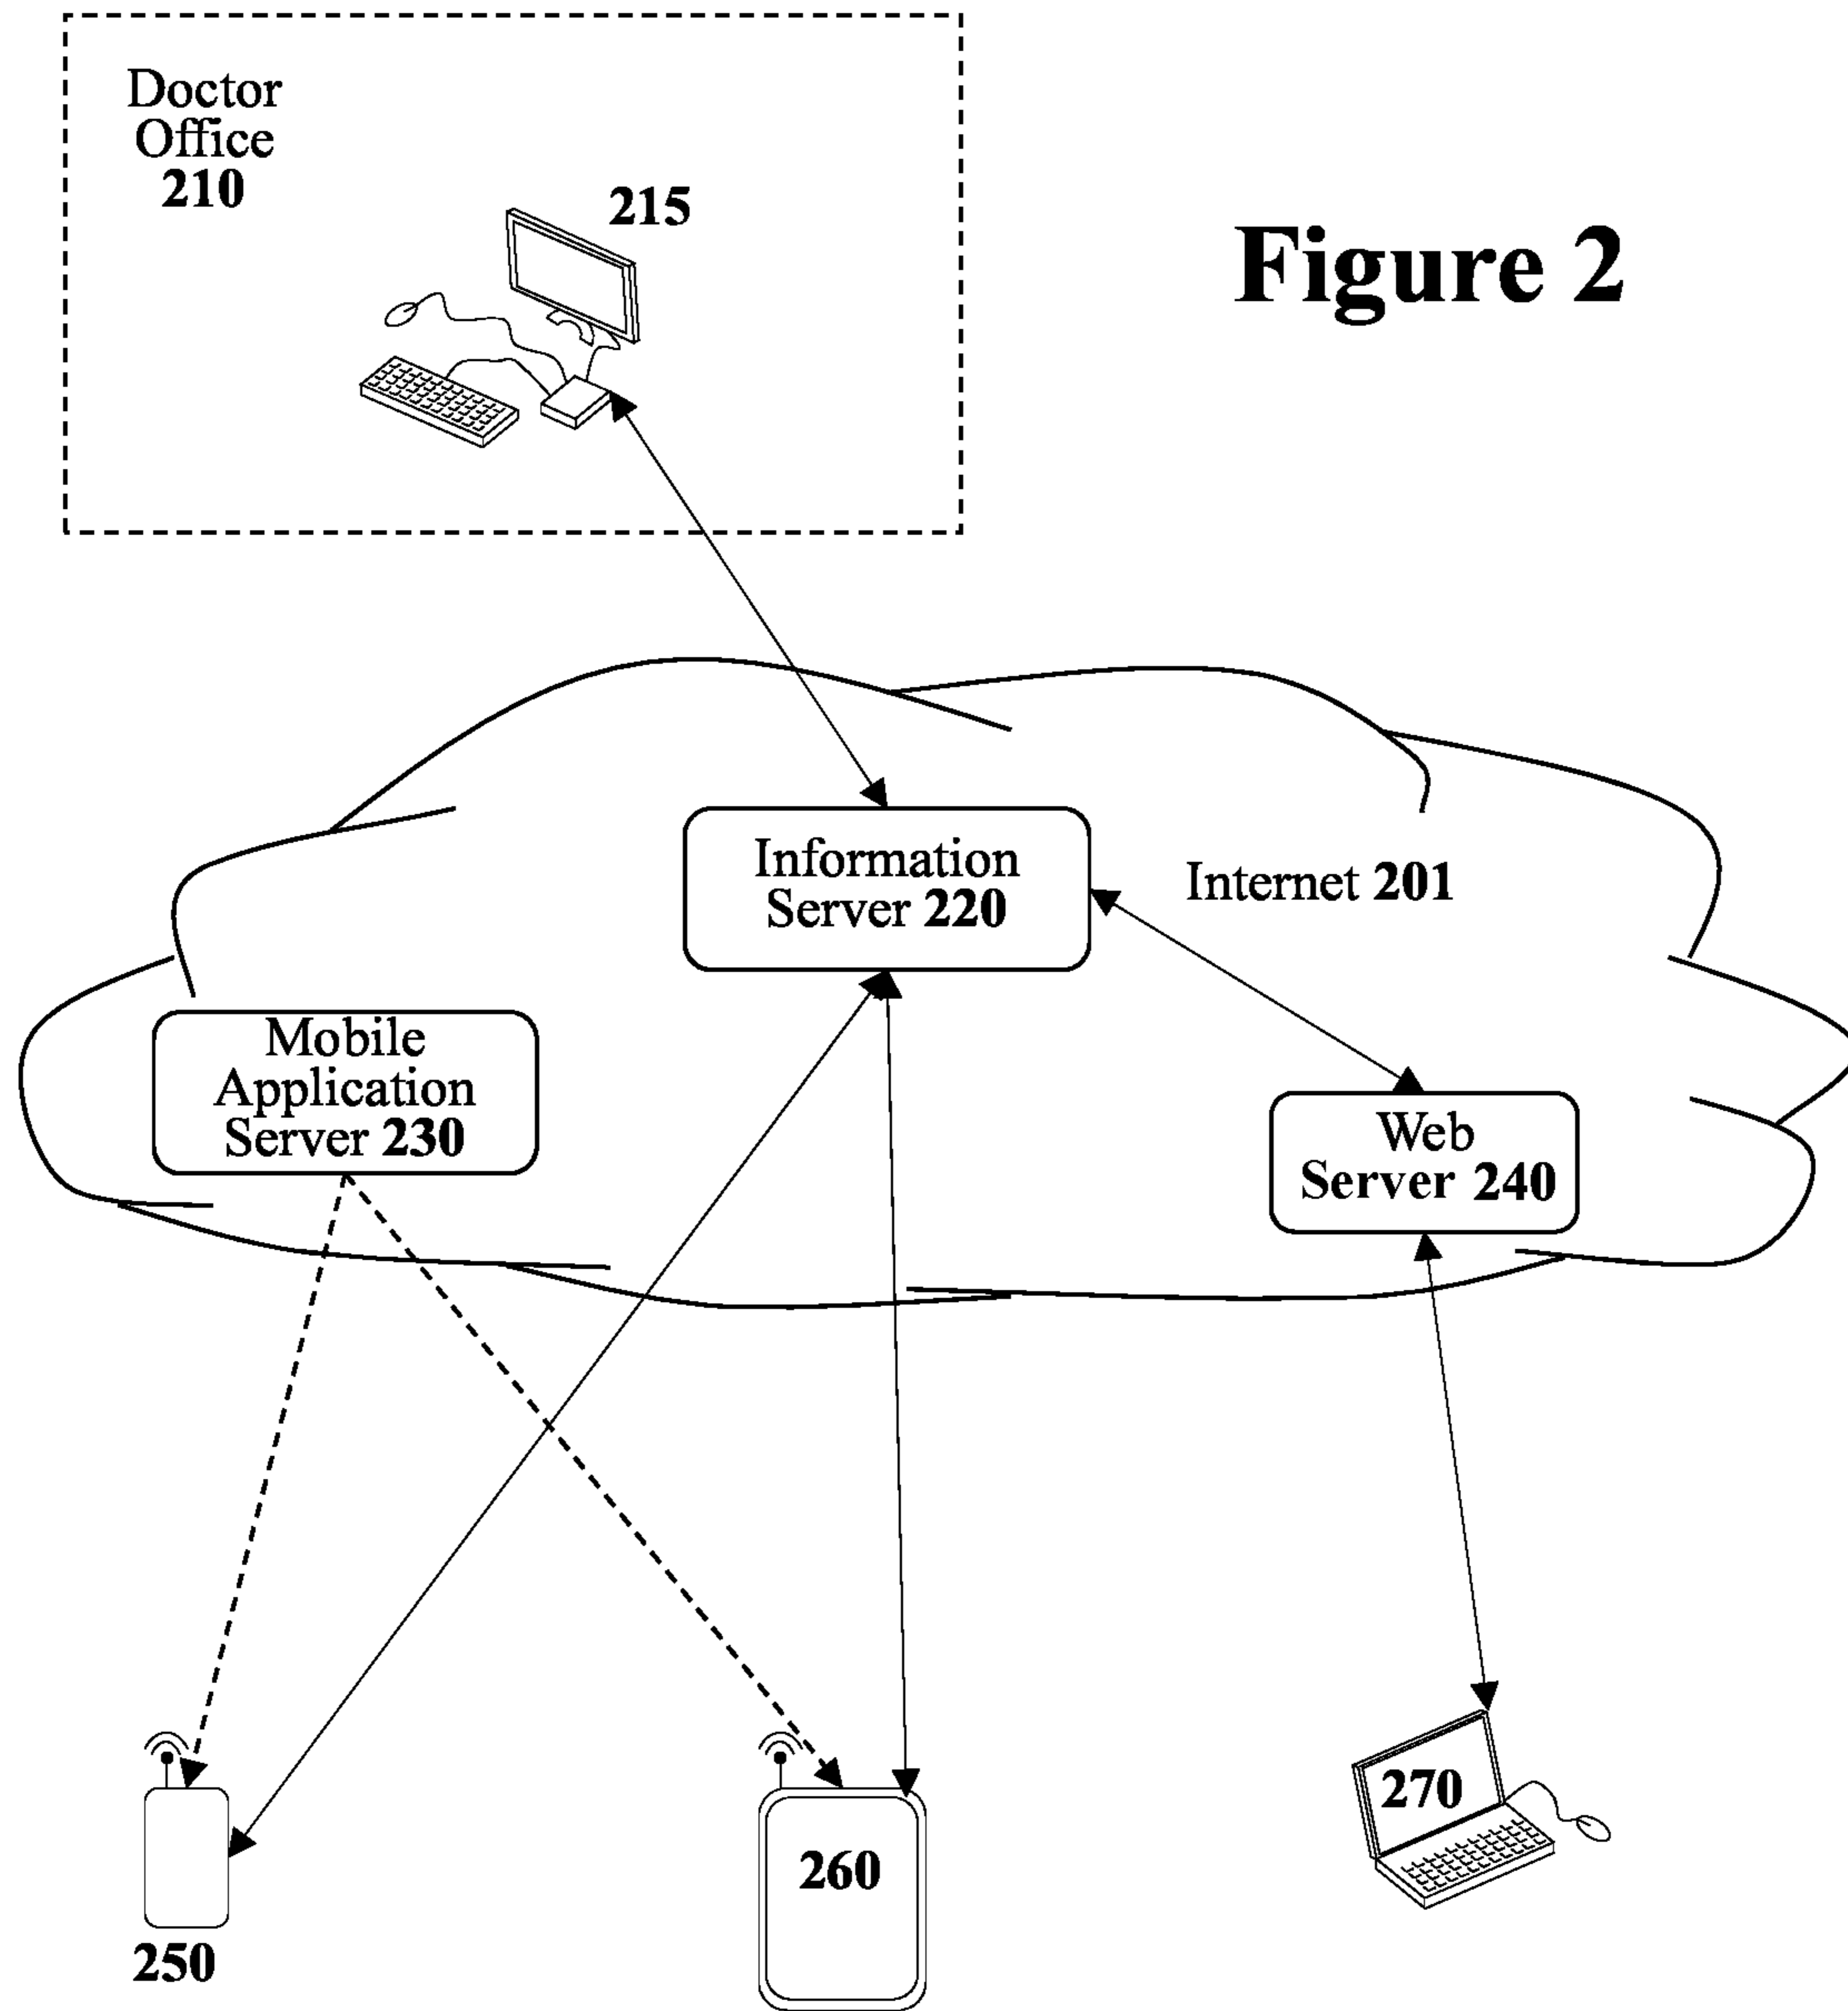 Doctor
Office
210
215
Figure 2
Information
Server 220
Internet 201
Mobile
Application
Server 230
Web
Server 240
250
260
270